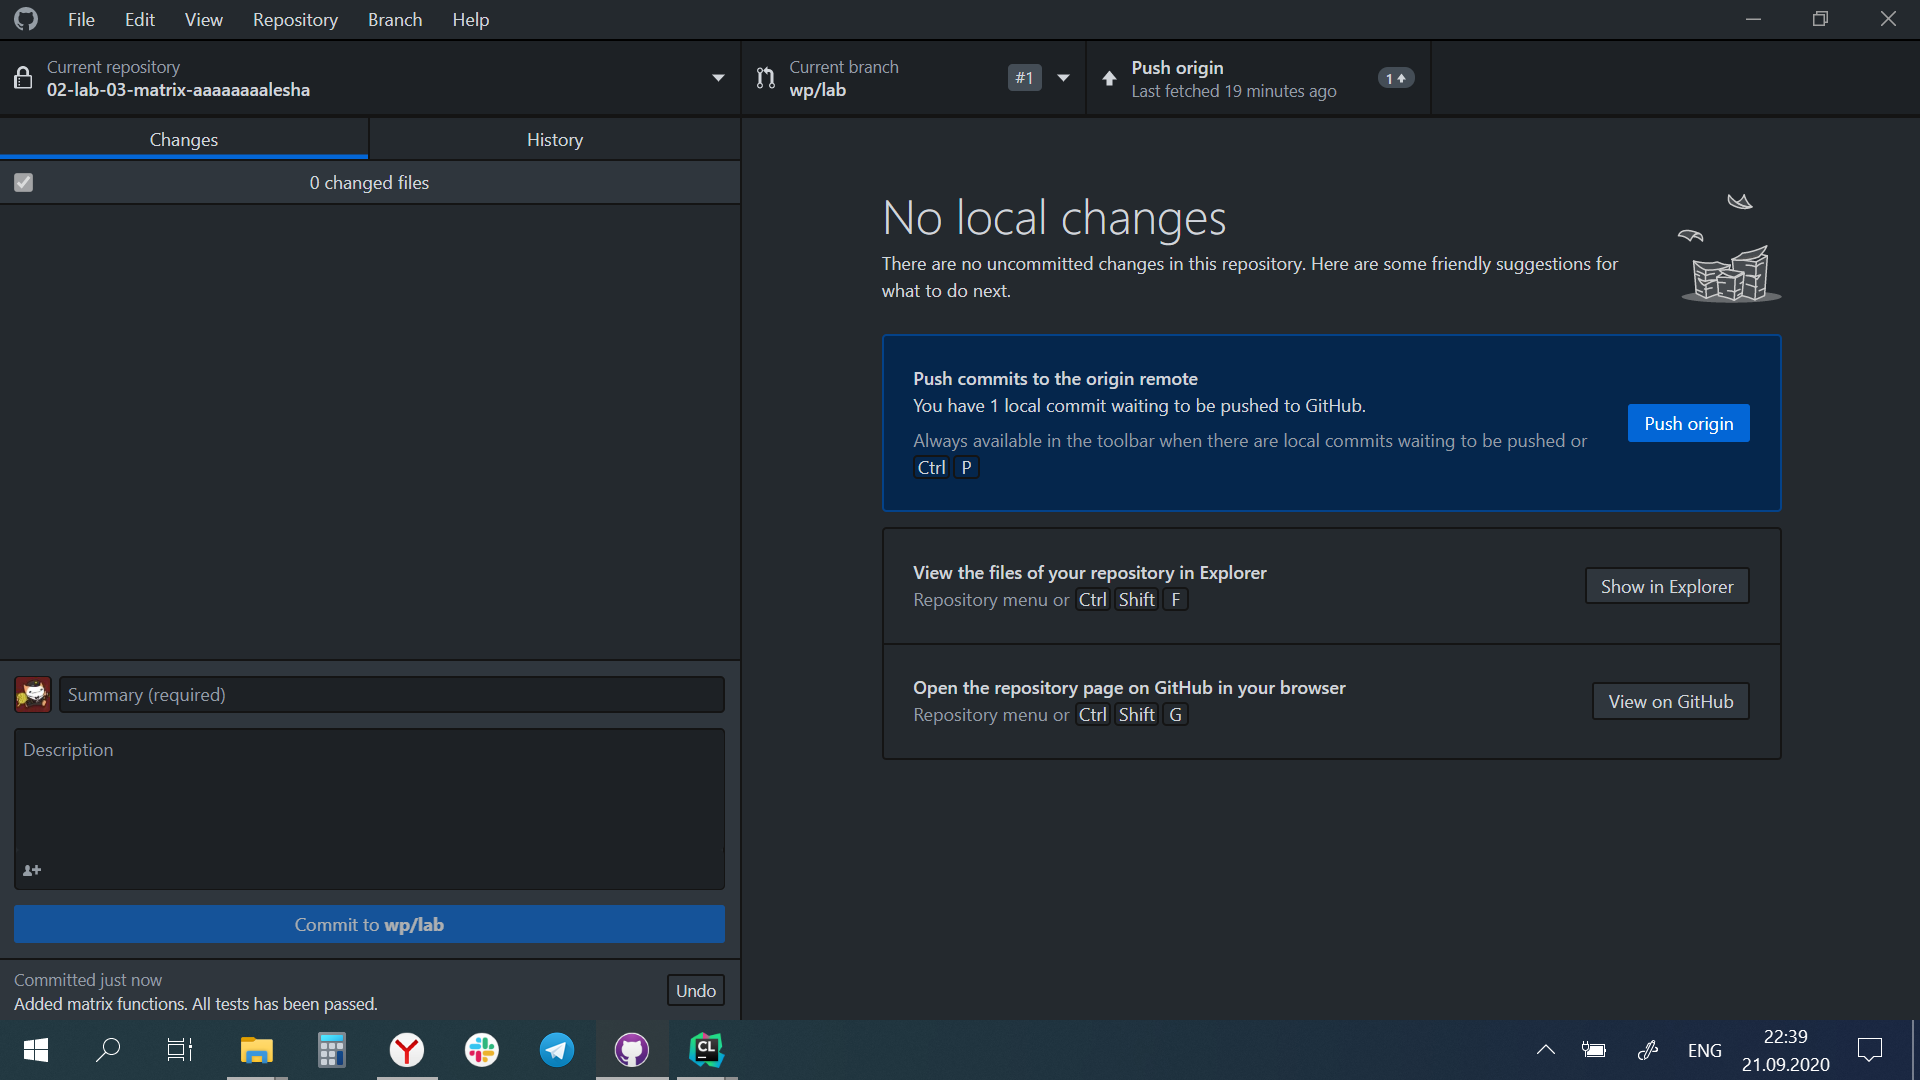 File Edit View Repository Branch Help
Current repository
02-lab-03-matrix-aaaaaaaalesha
Current branch
wp/lab
#1
Push origin
Last fetched 19 minutes ago
1
Changes
History
0 changed files
No local changes
There are no uncommitted changes in this repository. Here are some friendly suggestions for
what to do next.
Push commits to the origin remote
You have 1 local commit waiting to be pushed to GitHub.
Always available in the toolbar when there are local commits waiting to be pushed or
Ctrl P
Push origin
View the files of your repository in Explorer
Repository menu or Ctrl Shift F
Show in Explorer
Open the repository page on GitHub in your browser
Repository menu or Ctrl Shift G
View on GitHub
Summary (required)
Description
Commit to wp/lab
Committed just now
Added matrix functions. All tests has been passed.
Undo
CL
ENG
22:39
21.09.2020